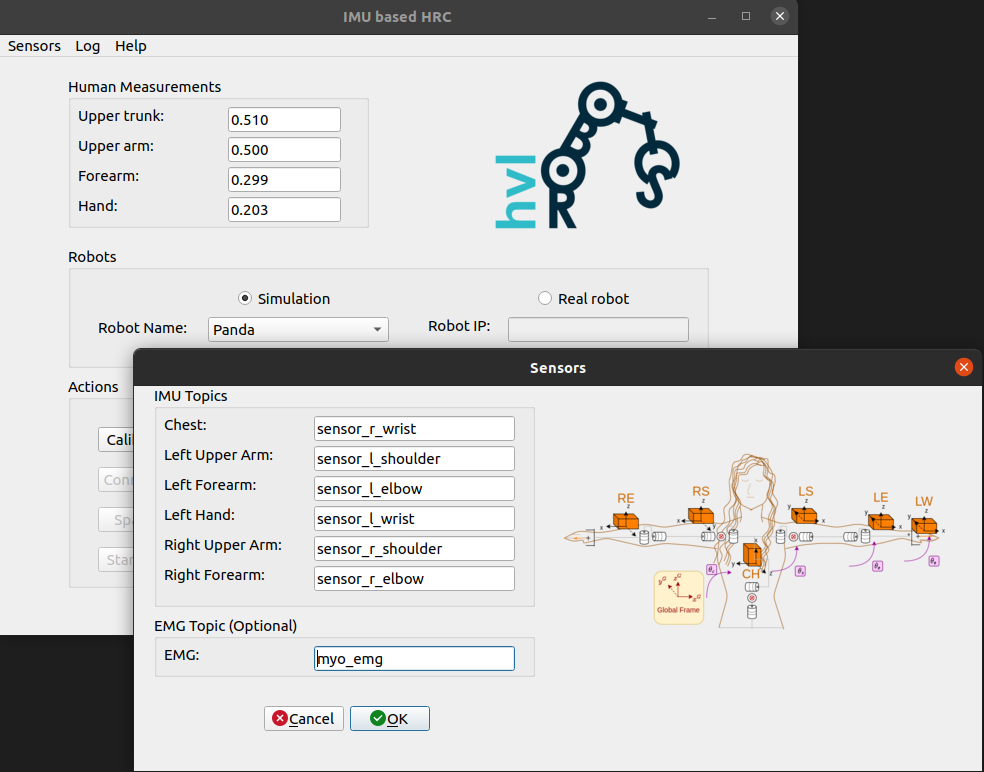 IMU based HRC
Sensors Log Help
Human Measurements
Upper trunk: 0.510
Upper arm: 0.500
Forearm: 0.299
Hand: 0.203
hvl
R
Robots
Simulation Real robot
Robot Name: Panda Robot IP:
Actions
Cali
Conn
Sp
Star
Sensors
IMU Topics
Chest: sensor_r_wrist
Left Upper Arm: sensor_l_shoulder
Left Forearm: sensor_l_elbow
Left Hand: sensor_l_wrist
Right Upper Arm: sensor_r_shoulder
Right Forearm: sensor_r_elbow
EMG Topic (Optional)
EMG: myo_emg
Cancel OK
RE RS LS LE LW
CH
Global Frame